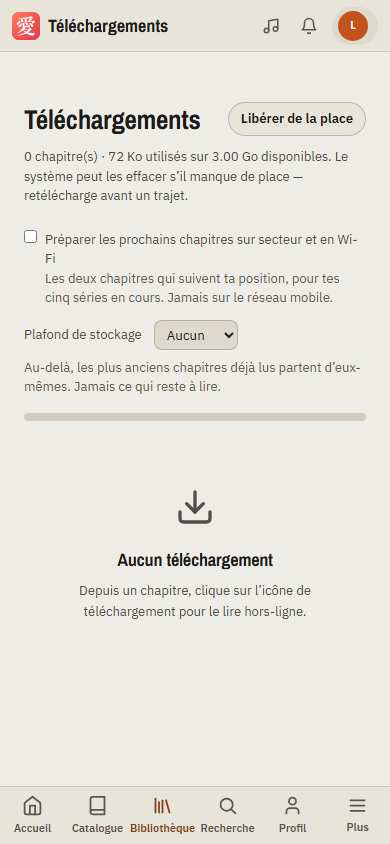 愛 Téléchargements
L
Téléchargements
Libérer de la place
0 chapitre(s) · 72 Ko utilisés sur 3.00 Go disponibles. Le
système peut les effacer s’il manque de place —
retélécharge avant un trajet.
Préparer les prochains chapitres sur secteur et en Wi-
Fi
Les deux chapitres qui suivent ta position, pour tes
cinq séries en cours. Jamais sur le réseau mobile.
Plafond de stockage
Aucun
Au-delà, les plus anciens chapitres déjà lus partent d’eux-
mêmes. Jamais ce qui reste à lire.
Aucun téléchargement
Depuis un chapitre, clique sur l’icône de
téléchargement pour le lire hors-ligne.
Accueil
Catalogue
Bibliothèque
Recherche
Profil
Plus